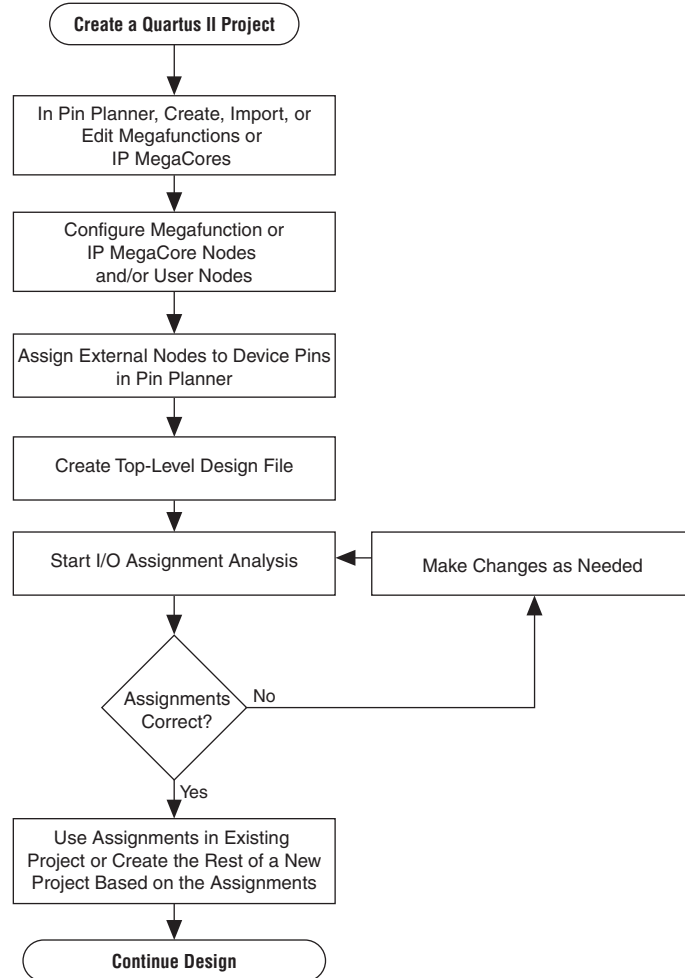 Create a Quartus II Project
In Pin Planner, Create, Import, or
Edit Megafunctions or
IP MegaCores
Configure Megafunction or
IP MegaCore Nodes
and/or User Nodes
Assign External Nodes to Device Pins
in Pin Planner
Create Top-Level Design File
Start I/O Assignment Analysis
Make Changes as Needed
Assignments
Correct?
No
Yes
Use Assignments in Existing
Project or Create the Rest of a New
Project Based on the Assignments
Continue Design